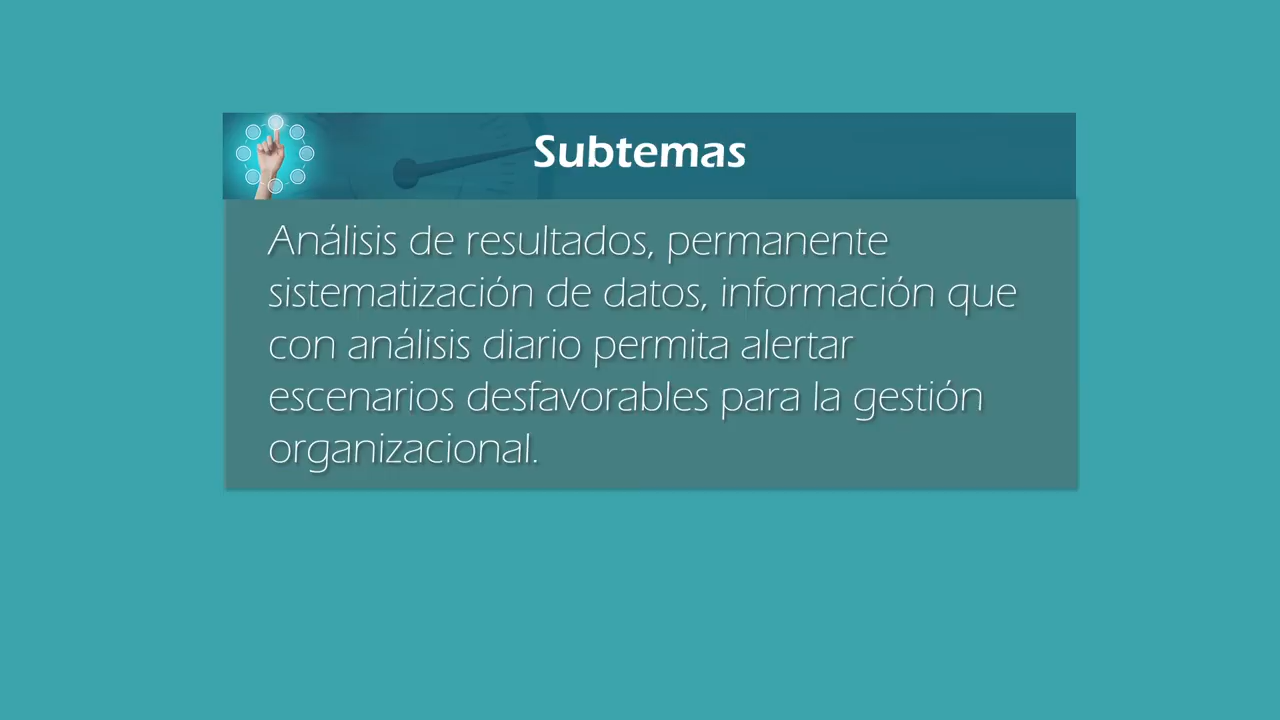 Subtemas
Análisis de resultados, permanente
sistematización de datos, información que
con análisis diario permita alertar
escenarios desfavorables para la gestión
organizacional.